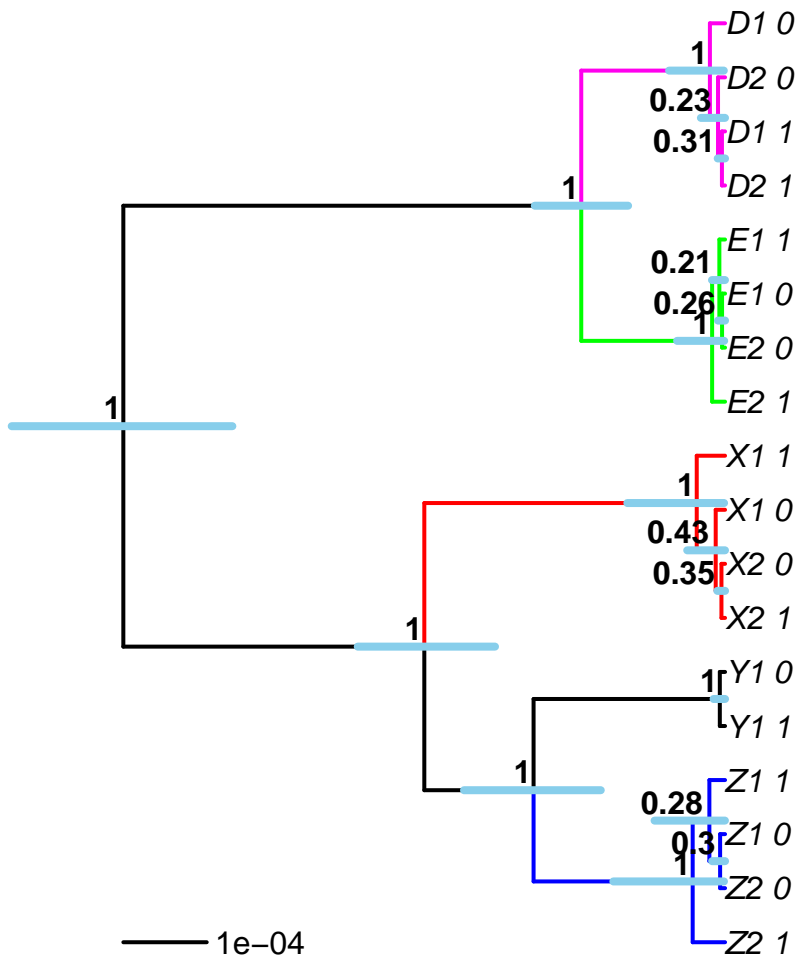 D1 0
1
D2 0
0.23
D1 1
0.31
D2 1
1
E1 1
0.21
E1 0
0.26
1
E2 0
E2 1
1
X1 1
1
X1 0
0.43
X2 0
0.35
X2 1
1
Y1 0
1
Y1 1
1
Z1 1
0.28
Z1 0
0.3
1
Z2 0
Z2 1
1e−04